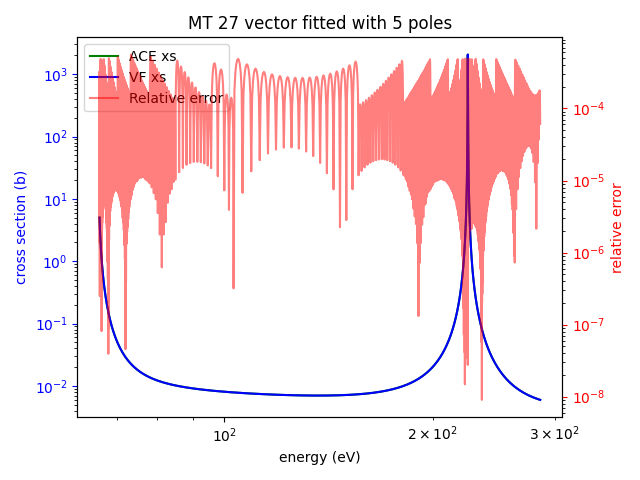 MT 27 vector fitted with 5 poles
ACE xs
VF xs
Relative error
cross section (b)
10³
10²
10¹
10⁰
10⁻¹
10⁻²
relative error
10⁻⁴
10⁻⁵
10⁻⁶
10⁻⁷
10⁻⁸
10² 2 × 10² 3 × 10²
energy (eV)